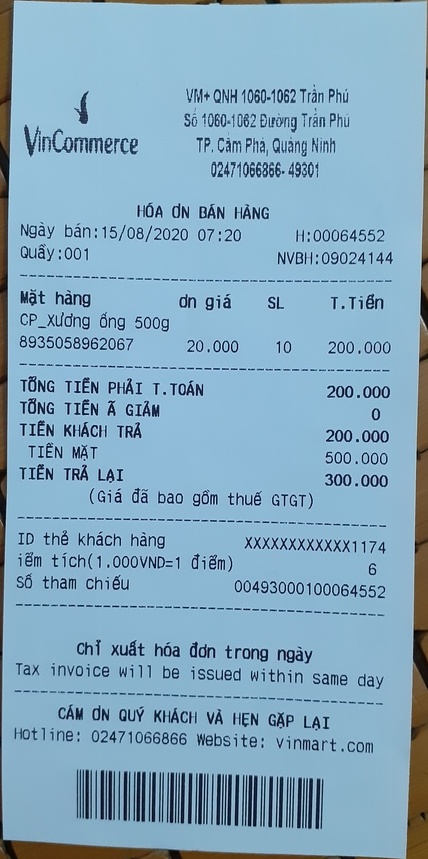 VinCommerce
VM+ QNH 1060-1062 Trần Phú
Số 1060-1062 Đường Trần Phú
TP. Cẩm Phả, Quảng Ninh
02471066866- 49301
HÓA ƠN BÁN HÀNG
Ngày bán:15/08/2020 07:20 H:00064552
Quầy:001 NVBH:09024144
Mặt hàng ơn giá SL T.Tiền
CP_Xương ống 500g
8935058962067 20.000 10 200.000
TỔNG TIỀN PHẢI T.TOÁN 200.000
TỔNG TIỀN Ã GIẢM 0
TIỀN KHÁCH TRẢ 200.000
TIỀN MẶT 500.000
TIỀN TRẢ LẠI 300.000
(Giá đã bao gồm thuế GTGT)
ID thẻ khách hàng XXXXXXXXXXXX1174
iểm tích(1.000VND=1 điểm) 6
Số tham chiếu 00493000100064552
Chỉ xuất hóa đơn trong ngày
Tax invoice will be issued within same day
CẢM ƠN QUÝ KHÁCH VÀ HẸN GẶP LẠI
Hotline: 02471066866 Website: vinmart.com